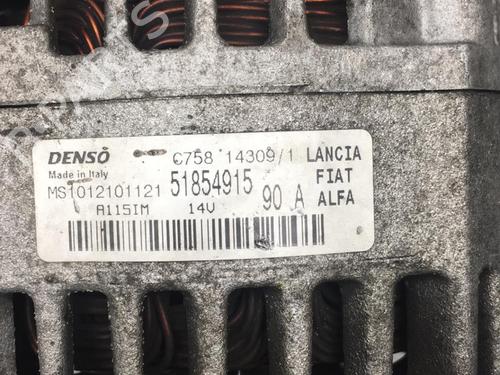 DENSO C758 14309/1 LANCIA
Made in Italy FIAT
MS1012101121 51854915 90 A ALFA
A115IM 14V